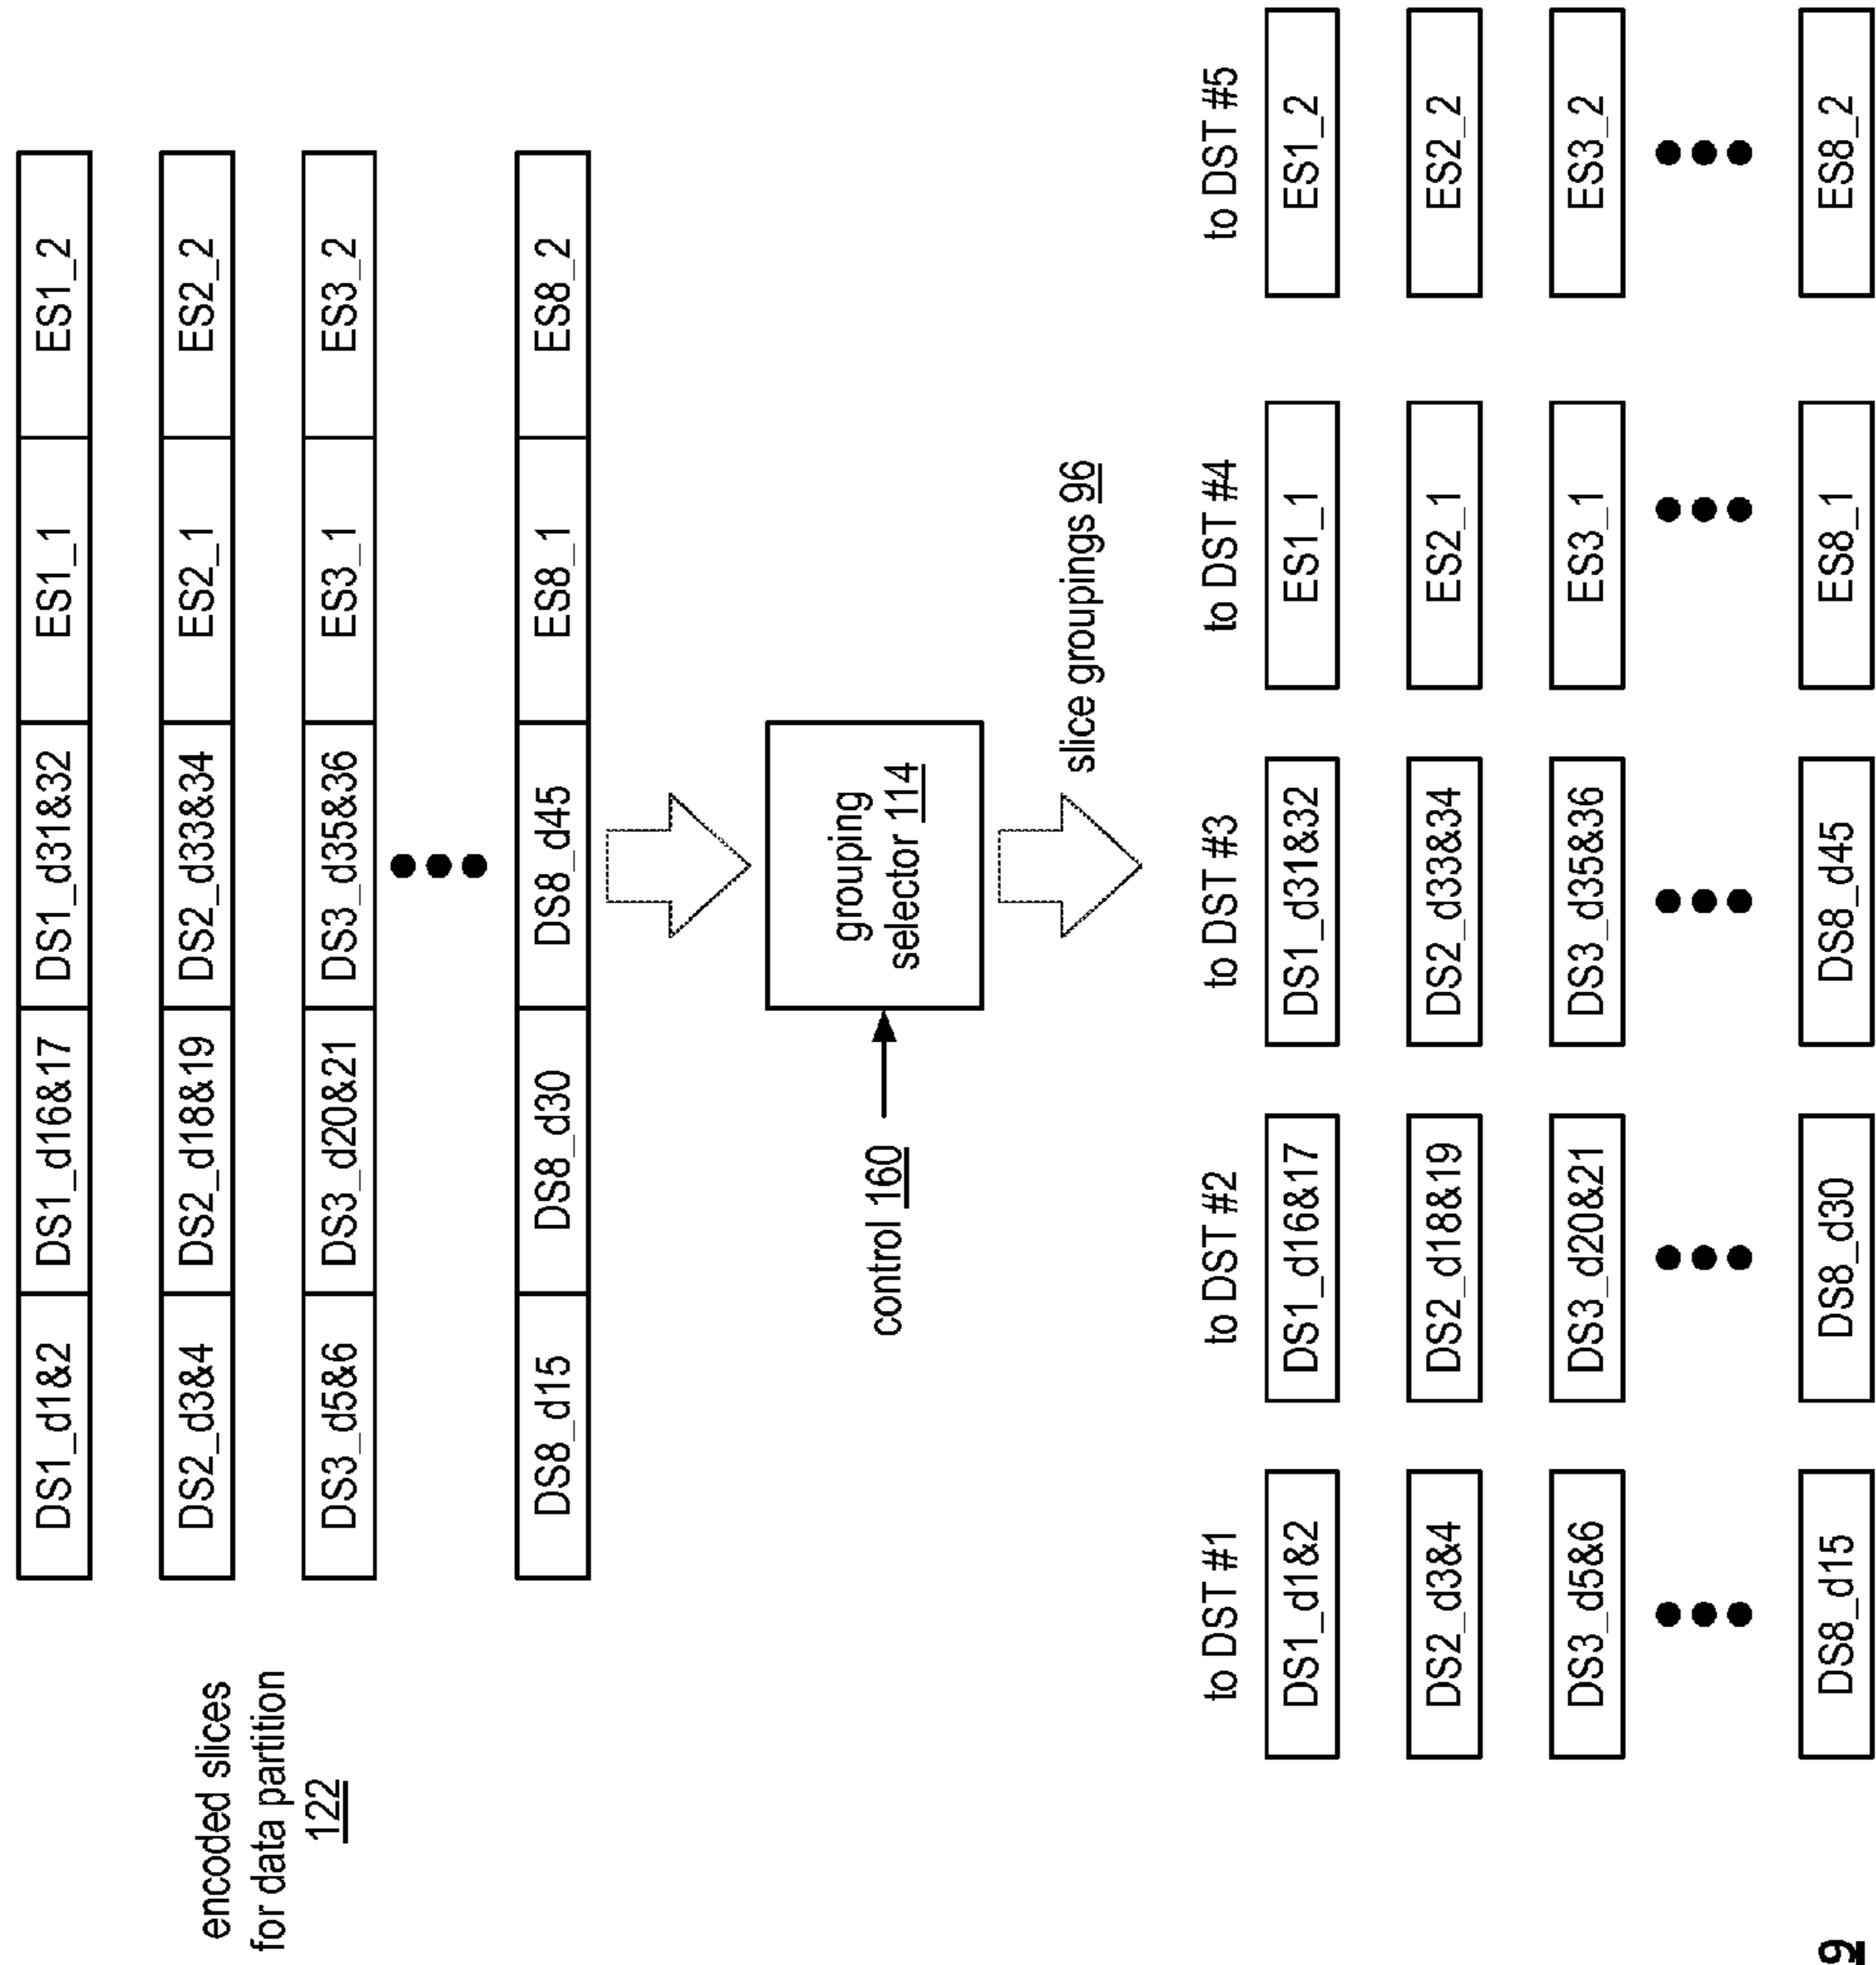 encoded slices
for data partition
122
DS1_d1&2 DS1_d16&17 DS1_d31&32 ES1_1 ES1_2
DS2_d3&4 DS2_d18&19 DS2_d33&34 ES2_1 ES2_2
DS3_d5&6 DS3_d20&21 DS3_d35&36 ES3_1 ES3_2
DS8_d15 DS8_d30 DS8_d45 ES8_1 ES8_2
control 160
grouping
selector 114
slice groupings 96
to DST #1 to DST #2 to DST #3 to DST #4 to DST #5
DS1_d1&2 DS1_d16&17 DS1_d31&32 ES1_1 ES1_2
DS2_d3&4 DS2_d18&19 DS2_d33&34 ES2_1 ES2_2
DS3_d5&6 DS3_d20&21 DS3_d35&36 ES3_1 ES3_2
DS8_d15 DS8_d30 DS8_d45 ES8_1 ES8_2
9